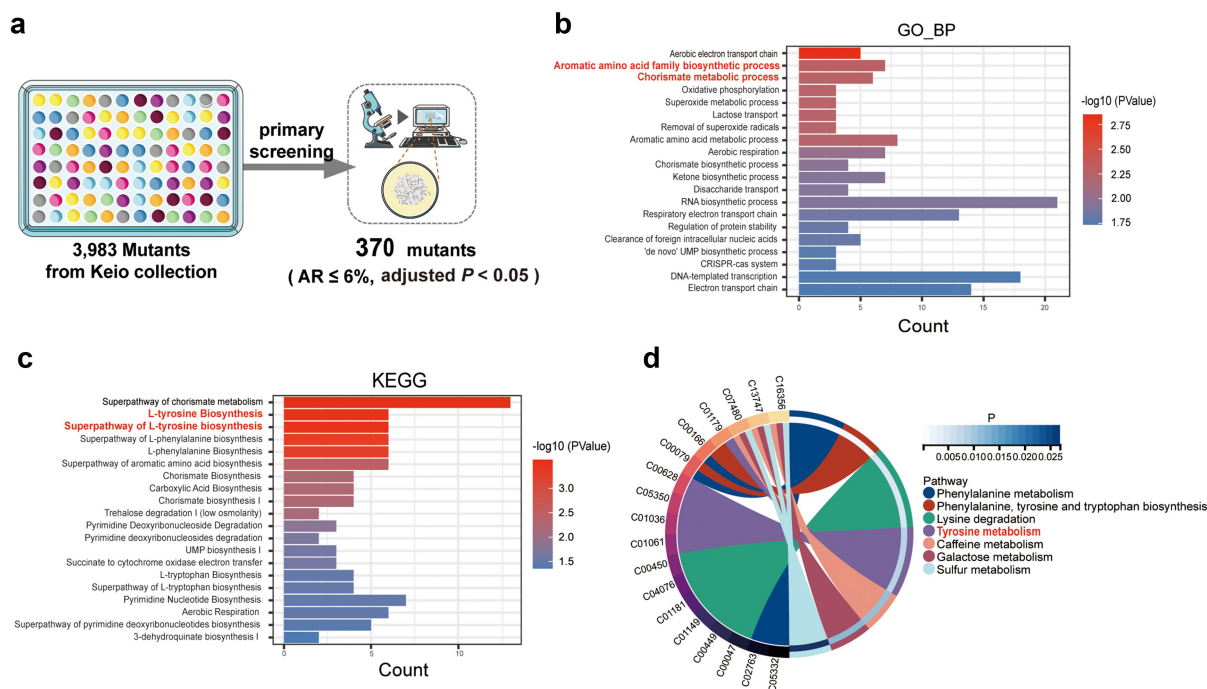 a
primary
screening
3,983 Mutants
from Keio collection
370 mutants
( AR ≤ 6%, adjusted P < 0.05 )
b
GO_BP
Aerobic electron transport chain
Aromatic amino acid family biosynthetic process
Chorismate metabolic process
Oxidative phosphorylation
Superoxide metabolic process
Lactose transport
Removal of superoxide radicals
Aromatic amino acid metabolic process
Aerobic respiration
Chorismate biosynthetic process
Ketone biosynthetic process
Disaccharide transport
RNA biosynthetic process
Respiratory electron transport chain
Regulation of protein stability
Clearance of foreign intracellular nucleic acids
'de novo' UMP biosynthetic process
CRISPR-cas system
DNA-templated transcription
Electron transport chain
0 5 10 15 20
Count
-log10 (PValue)
2.75
2.50
2.25
2.00
1.75
c
KEGG
Superpathway of chorismate metabolism
L-tyrosine Biosynthesis
Superpathway of L-tyrosine biosynthesis
Superpathway of L-phenylalanine biosynthesis
L-phenylalanine Biosynthesis
Superpathway of aromatic amino acid biosynthesis
Chorismate Biosynthesis
Carboxylic Acid Biosynthesis
Chorismate biosynthesis I
Trehalose degradation I (low osmolarity)
Pyrimidine Deoxyribonucleoside Degradation
Pyrimidine deoxyribonucleosides degradation
UMP biosynthesis I
Succinate to cytochrome oxidase electron transfer
L-tryptophan Biosynthesis
Superpathway of L-tryptophan biosynthesis
Pyrimidine Nucleotide Biosynthesis
Aerobic Respiration
Superpathway of pyrimidine deoxyribonucleotides biosynthesis
3-dehydroquinate biosynthesis I
0 5 10
Count
-log10 (PValue)
3.0
2.5
2.0
1.5
d
C16356
C13747
C07480
C01179
C00166
C00079
C00628
C05350
C01036
C01061
C00450
C04076
C01181
C01149
C00449
C00047
C02763
C05332
P
0.005 0.010 0.015 0.020 0.025
Pathway
Phenylalanine metabolism
Phenylalanine, tyrosine and tryptophan biosynthesis
Lysine degradation
Tyrosine metabolism
Caffeine metabolism
Galactose metabolism
Sulfur metabolism